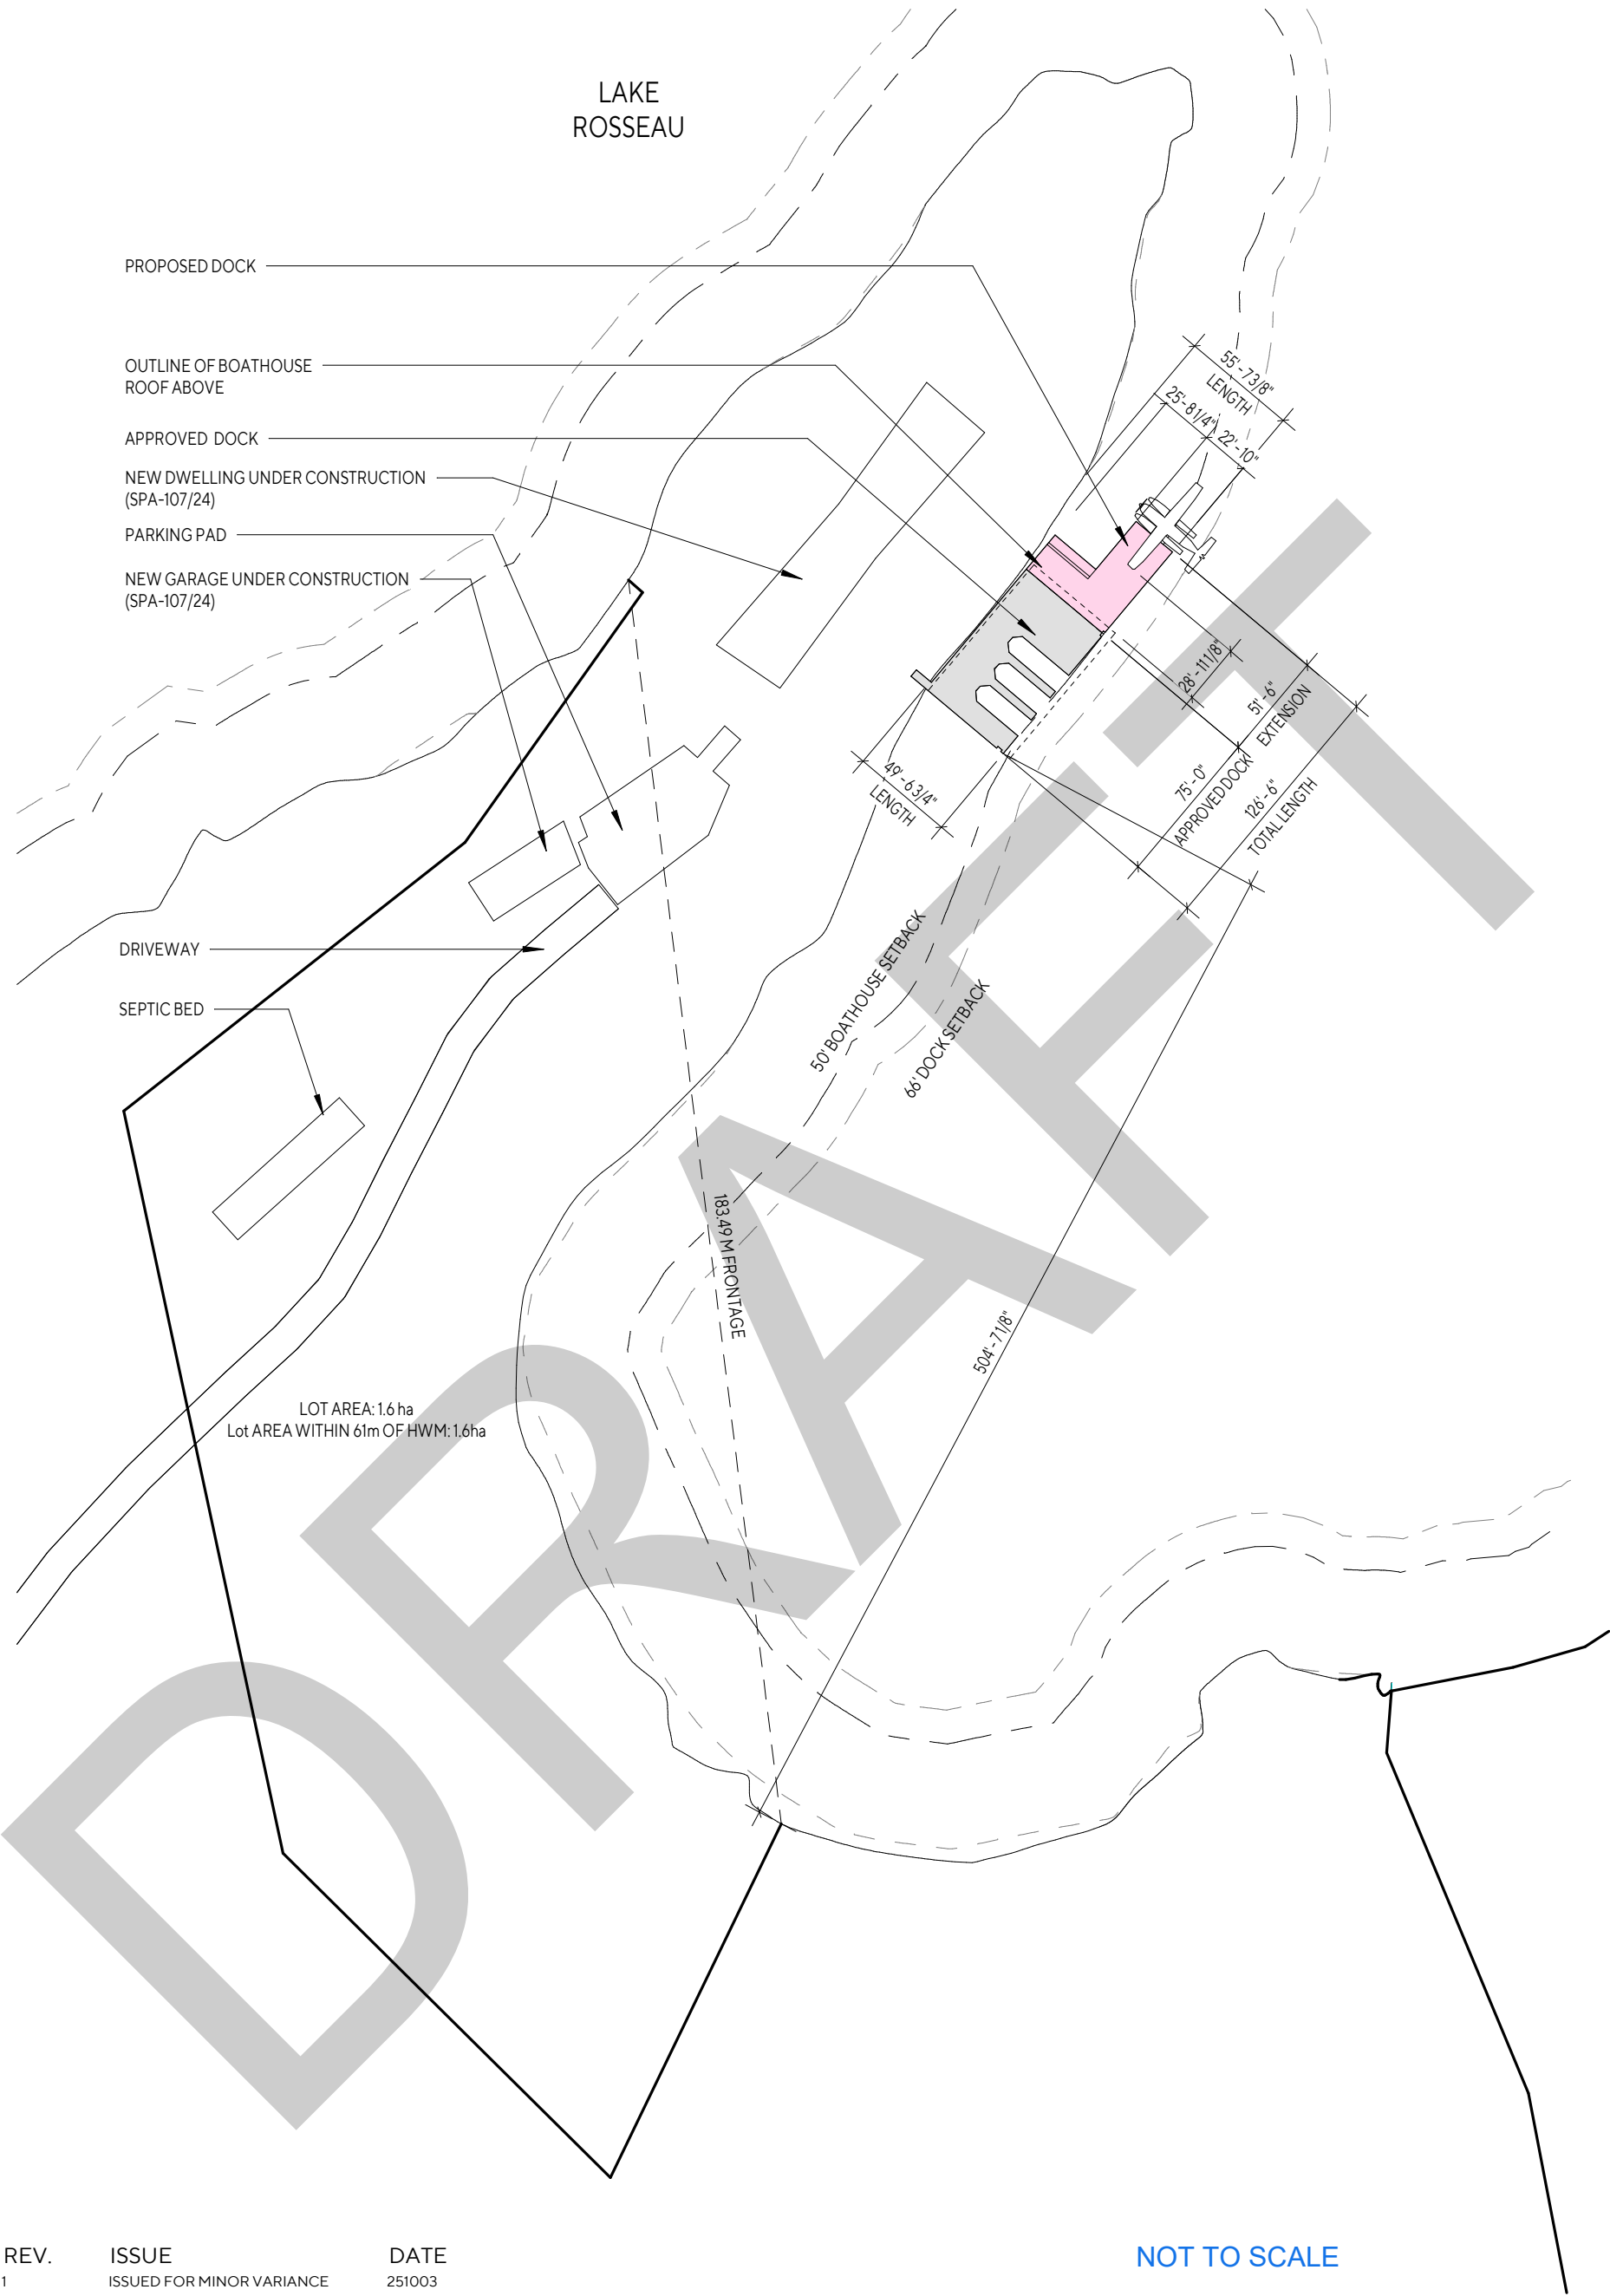 LAKE
ROSSEAU
PROPOSED DOCK
OUTLINE OF BOATHOUSE
ROOF ABOVE
APPROVED DOCK
NEW DWELLING UNDER CONSTRUCTION
(SPA-107/24)
PARKING PAD
NEW GARAGE UNDER CONSTRUCTION
(SPA-107/24)
55'-7 3/8"
LENGTH
25'-8 1/4"
22'-10"
28'-11 1/8"
51'-6"
EXTENSION
75'-0"
APPROVED DOCK
126'-6"
TOTAL LENGTH
49'-6 3/4"
LENGTH
DRIVEWAY
SEPTIC BED
50' BOATHOUSE SETBACK
66' DOCK SETBACK
183.49 M FRONTAGE
504'-7 1/8"
LOT AREA: 1.6 ha
Lot AREA WITHIN 61m OF HWM: 1.6ha
DRAFT
REV. ISSUE DATE
1 ISSUED FOR MINOR VARIANCE 251003
NOT TO SCALE